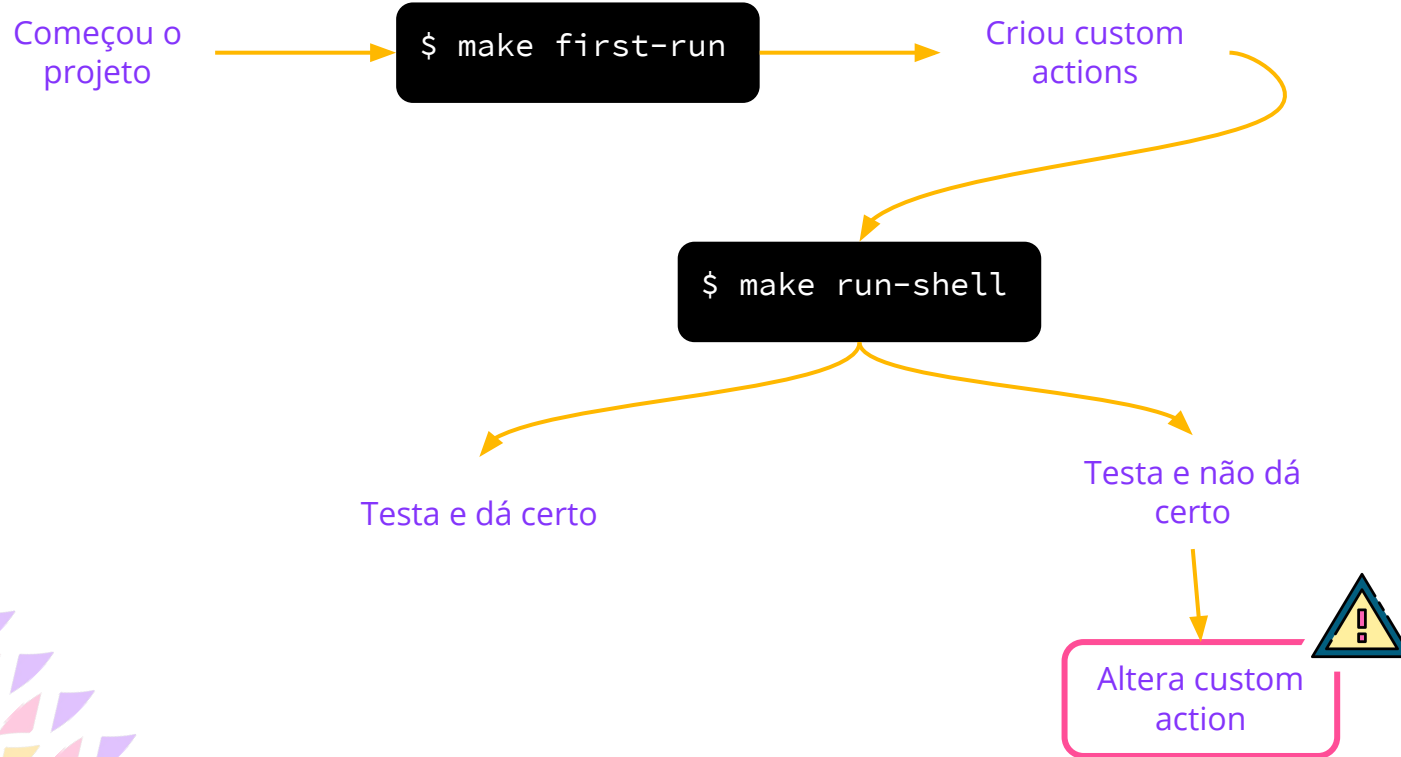 Começou o
projeto
$ make first-run
Criou custom
actions
$ make run-shell
Testa e dá certo
Testa e não dá
certo
Altera custom
action